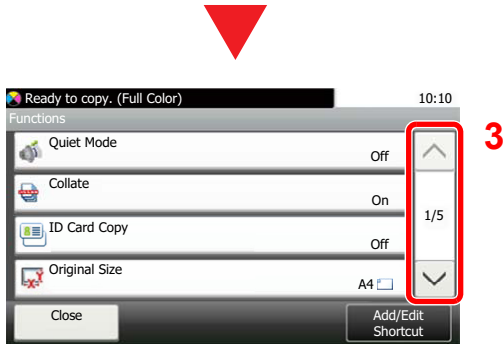 Ready to copy. (Full Color) 10:10
Functions
3
Quiet Mode
Off
Collate
On
1/5
ID Card Copy
Off
Original Size
A4
Close
Add/Edit
Shortcut